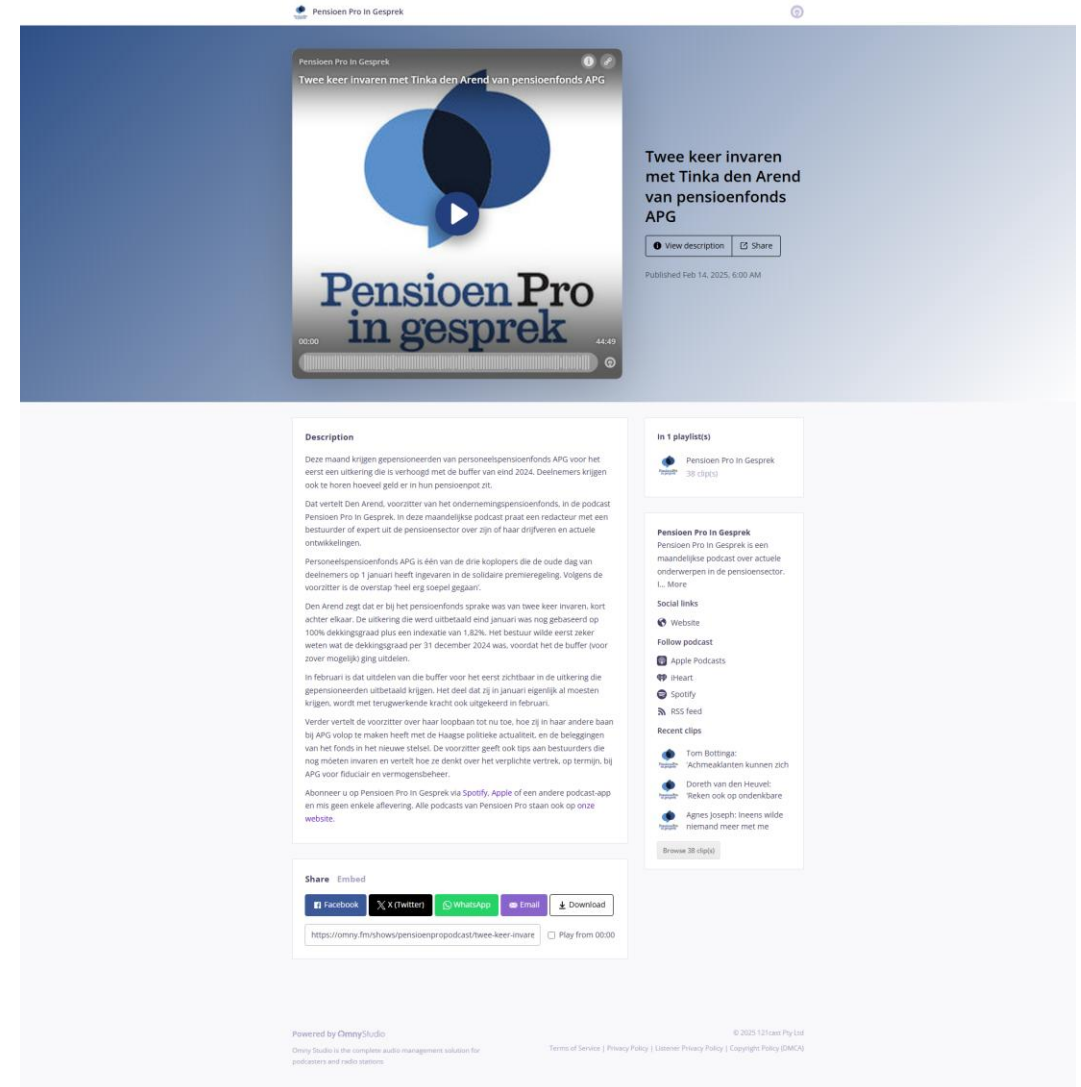 Pensioen Pro In Gesprek
Pensioen Pro In Gesprek
Twee keer invaren met Tinka den Arend van pensioenfonds APG
Pensioen Pro
in gesprek
00:00
44:49
Twee keer invaren
met Tinka den Arend
van pensioenfonds
APG
View description
Share
Published Feb 14, 2025, 6:00 AM
Description
Deze maand krijgen gepensioneerden van personeelspensioenfonds APG voor het
eerst een uitkering die is verhoogd met de buffer van eind 2024. Deelnemers krijgen
ook te horen hoeveel geld er in hun pensioenpot zit.
Dat vertelt Den Arend, voorzitter van het ondernemingspensioenfonds, in de podcast
Pensioen Pro In Gesprek. In deze maandelijkse podcast praat een redacteur met een
bestuurder of expert uit de pensioensector over zijn of haar drijfveren en actuele
ontwikkelingen.
Personeelspensioenfonds APG is één van de drie koplopers die de oude dag van
deelnemers op 1 januari heeft ingevaren in de solidaire premieregeling. Volgens de
voorzitter is de overstap 'heel erg soepel gegaan'.
Den Arend zegt dat er bij het pensioenfonds sprake was van twee keer invaren, kort
achter elkaar. De uitkering die werd uitbetaald eind januari was nog gebaseerd op
100% dekkingsgraad plus een indexatie van 1,82%. Het bestuur wilde eerst zeker
weten wat de dekkingsgraad per 31 december 2024 was, voordat het de buffer (voor
zover mogelijk) ging uitdelen.
In februari is dat uitdelen van die buffer voor het eerst zichtbaar in de uitkering die
gepensioneerden uitbetaald krijgen. Het deel dat zij in januari eigenlijk al moesten
krijgen, wordt met terugwerkende kracht ook uitgekeerd in februari.
Verder vertelt de voorzitter over haar loopbaan tot nu toe, hoe zij in haar andere baan
bij APG volop te maken heeft met de Haagse politieke actualiteit, en de beleggingen
van het fonds in het nieuwe stelsel. De voorzitter geeft ook tips aan bestuurders die
nog móeten invaren en vertelt hoe ze denkt over het verplichte vertrek, op termijn, bij
APG voor fiduciair en vermogensbeheer.
Abonneer u op Pensioen Pro In Gesprek via Spotify, Apple of een andere podcast-app
en mis geen enkele aflevering. Alle podcasts van Pensioen Pro staan ook op onze
website.
Share Embed
Facebook
X (Twitter)
WhatsApp
Email
Download
https://omny.fm/shows/pensioenpropodcast/twee-keer-invare
Play from 00:00
In 1 playlist(s)
Pensioen Pro In Gesprek
38 clip(s)
Pensioen Pro In Gesprek
Pensioen Pro In Gesprek is een
maandelijkse podcast over actuele
onderwerpen in de pensioensector.
I... More
Social links
Website
Follow podcast
Apple Podcasts
iHeart
Spotify
RSS feed
Recent clips
Tom Bottinga:
'Achmeaklanten kunnen zich
Doreth van den Heuvel:
'Reken ook op ondenkbare
Agnes Joseph: Ineens wilde
niemand meer met me
Browse 38 clip(s)
Powered by OmnyStudio
Omny Studio is the complete audio management solution for
podcasters and radio stations
© 2025 121cast Pty Ltd
Terms of Service | Privacy Policy | Listener Privacy Policy | Copyright Policy (DMCA)